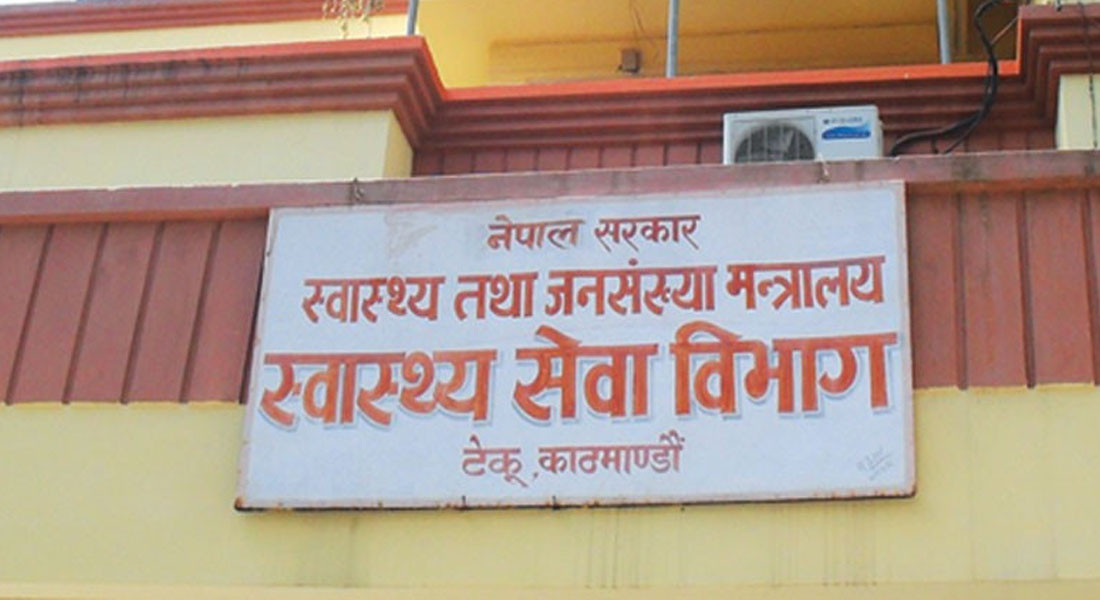 नेपाल सरकार
स्वास्थ्य तथा जनसंख्या मन्त्रालय
स्वास्थ्य सेवा विभाग
टेकू, काठमाण्डौं